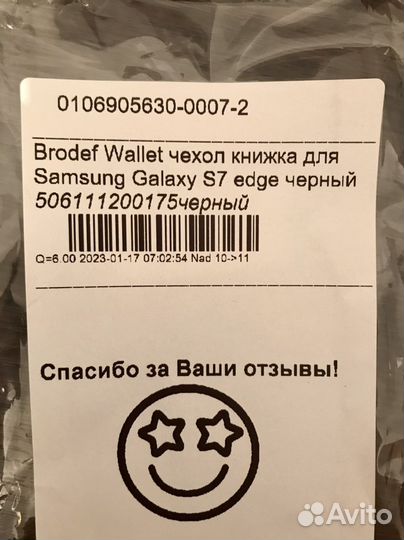 0106905630-0007-2
Brodef Wallet чехол книжка для
Samsung Galaxy S7 edge черный
506111200175черный
Q=6.00 2023-01-17 07:02:54 Nad 10->11
Спасибо за Ваши отзывы!
Avito